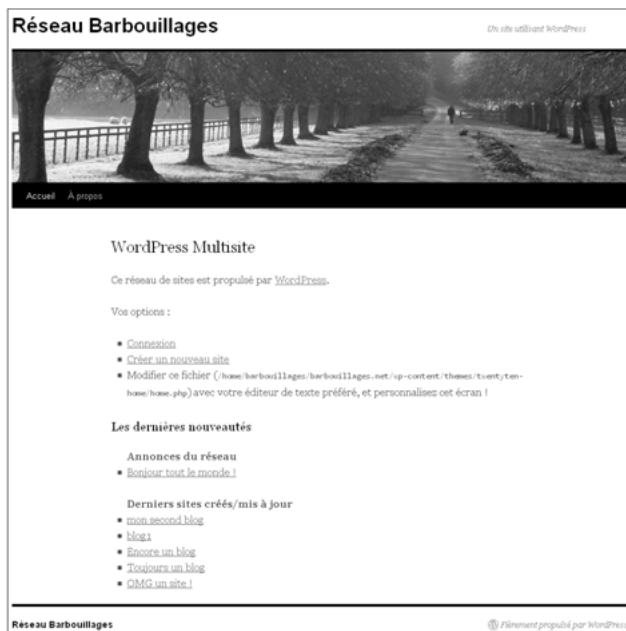 Réseau Barbouillages
Un site utilisant WordPress
Accueil À propos
WordPress Multisite
Ce réseau de sites est propulsé par WordPress.
Vos options :
Connexion
Créer un nouveau site
Modifier ce fichier (/home/barbouillages/barbouillages.net/wp-content/themes/twentyten-
home/home.php) avec votre éditeur de texte préféré, et personnalisez cet écran !
Les dernières nouveautés
Annonces du réseau
Bonjour tout le monde !
Derniers sites créés/mis à jour
mon second blog
blog1
Encore un blog
Toujours un blog
OMG un site !
Réseau Barbouillages
Fièrement propulsé par WordPress